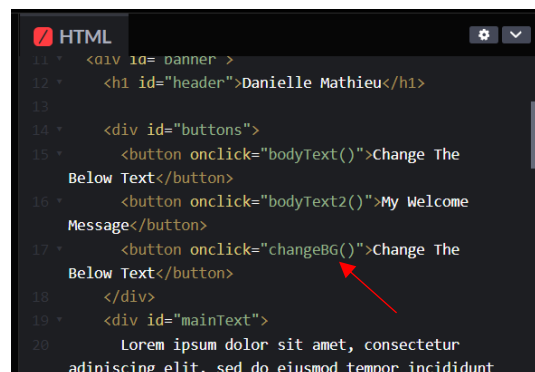 HTML
11 <div id="banner">
12 <h1 id="header">Danielle Mathieu</h1>
13
14 <div id="buttons">
15 <button onclick="bodyText()">Change The
Below Text</button>
16 <button onclick="bodyText2()">My Welcome
Message</button>
17 <button onclick="changeBG()">Change The
Below Text</button>
18 </div>
19 <div id="mainText">
20 Lorem ipsum dolor sit amet, consectetur
adipiscing elit, sed do eiusmod tempor incididunt